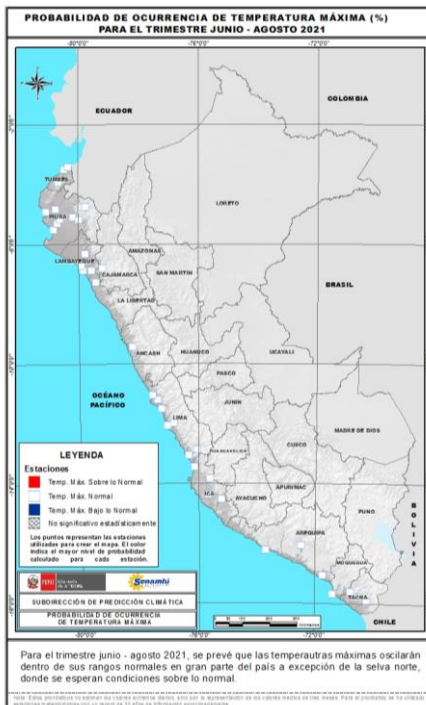 PROBABILIDAD DE OCURRENCIA DE TEMPERATURA MÁXIMA (%)
PARA EL TRIMESTRE JUNIO - AGOSTO 2021
ECUADOR
COLOMBIA
TUMBES
LORETO
PIURA
AMAZONAS
LAMBAYEQUE
CAJAMARCA
SAN MARTIN
BRASIL
LA LIBERTAD
ANCASH
HUANUCO
UCAYALI
PASCO
OCÉANO
PACÍFICO
JUNIN
LIMA
MADRE DE DIOS
CUSCO
HUANCAVELICA
LEYENDA
Estaciones
Temp. Máx. Sobre lo Normal
Temp. Máx. Normal
Temp. Máx. Bajo lo Normal
No significativo estadísticamente
Los puntos representan las estaciones
utilizadas para crear el mapa. El color
indica el mayor nivel de probabilidad
calculado para cada estación.
ICA
AYACUCHO
APURIMAC
PUNO
BOLIVIA
AREQUIPA
MOQUEGUA
TACNA
CHILE
PERÚ
Senamhi
SUBDIRECCIÓN DE PREDICCIÓN CLIMÁTICA
PROBABILIDAD DE OCURRENCIA
DE TEMPERATURA MÁXIMA
Para el trimestre junio - agosto 2021, se prevé que las temperautras máximas oscilarán
dentro de sus rangos normales en gran parte del país a excepción de la selva norte,
donde se esperan condiciones sobre lo normal.